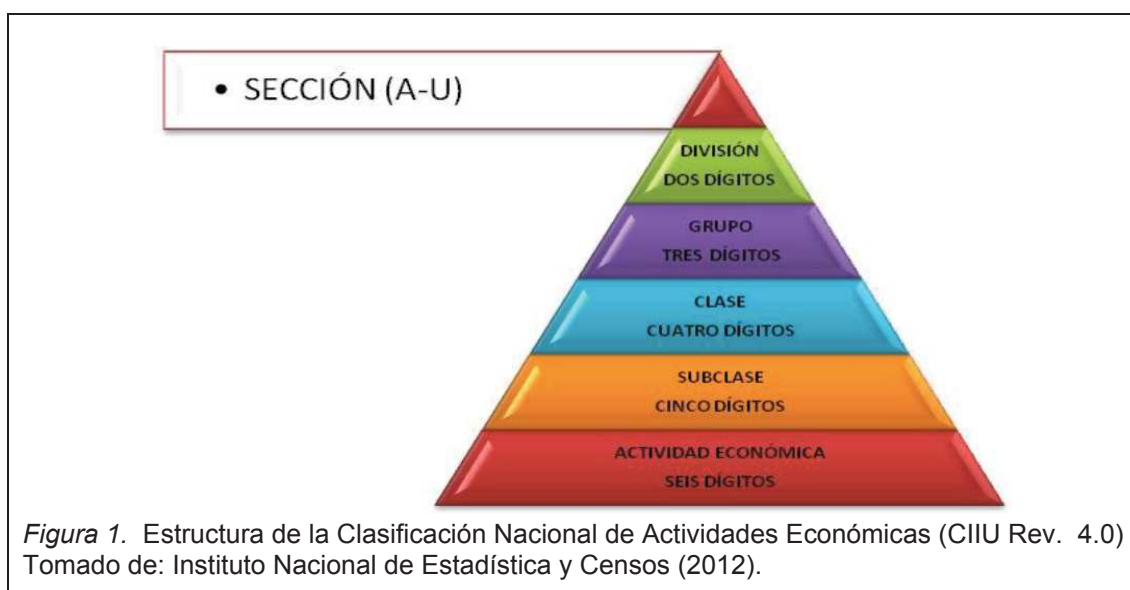 • SECCIÓN (A-U)
DIVISIÓN
DOS DÍGITOS
GRUPO
TRES DÍGITOS
CLASE
CUATRO DÍGITOS
SUBCLASE
CINCO DÍGITOS
ACTIVIDAD ECONÓMICA
SEIS DÍGITOS
Figura 1. Estructura de la Clasificación Nacional de Actividades Económicas (CIIU Rev. 4.0)
Tomado de: Instituto Nacional de Estadística y Censos (2012).